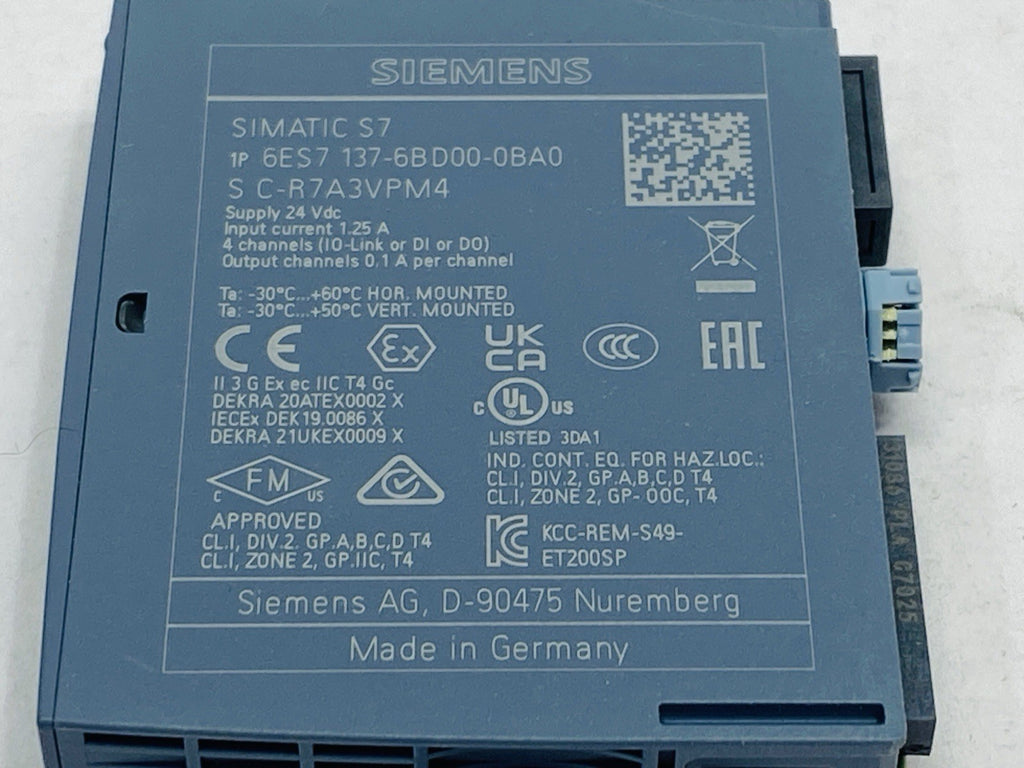 SIEMENS
SIMATIC S7
1P 6ES7 137-6BD00-0BA0
S C-R7A3VPM4
Supply 24 Vdc
Input current 1.25 A
4 channels (IO-Link or DI or DO)
Output channels 0.1 A per channel
Ta: -30°C...+60°C HOR. MOUNTED
Ta: -30°C...+50°C VERT. MOUNTED
CE Ex UK CA CCC EAC
II 3 G Ex ec IIC T4 Gc
DEKRA 20ATEX0002 X
IECEx DEK 19.0086 X
DEKRA 21UKEX0009 X
C UL US
LISTED 3DA1
IND. CONT. EQ. FOR HAZ.LOC.:
CL.I, DIV.2, GP.A,B,C,D T4
CL.I, ZONE 2, GP- OOC, T4
C FM US
APPROVED
CL.I, DIV.2. GP.A,B,C,D T4
CL.I, ZONE 2, GP.IIC, T4
KCC-REM-S49-
ET200SP
Siemens AG, D-90475 Nuremberg
Made in Germany
G7025